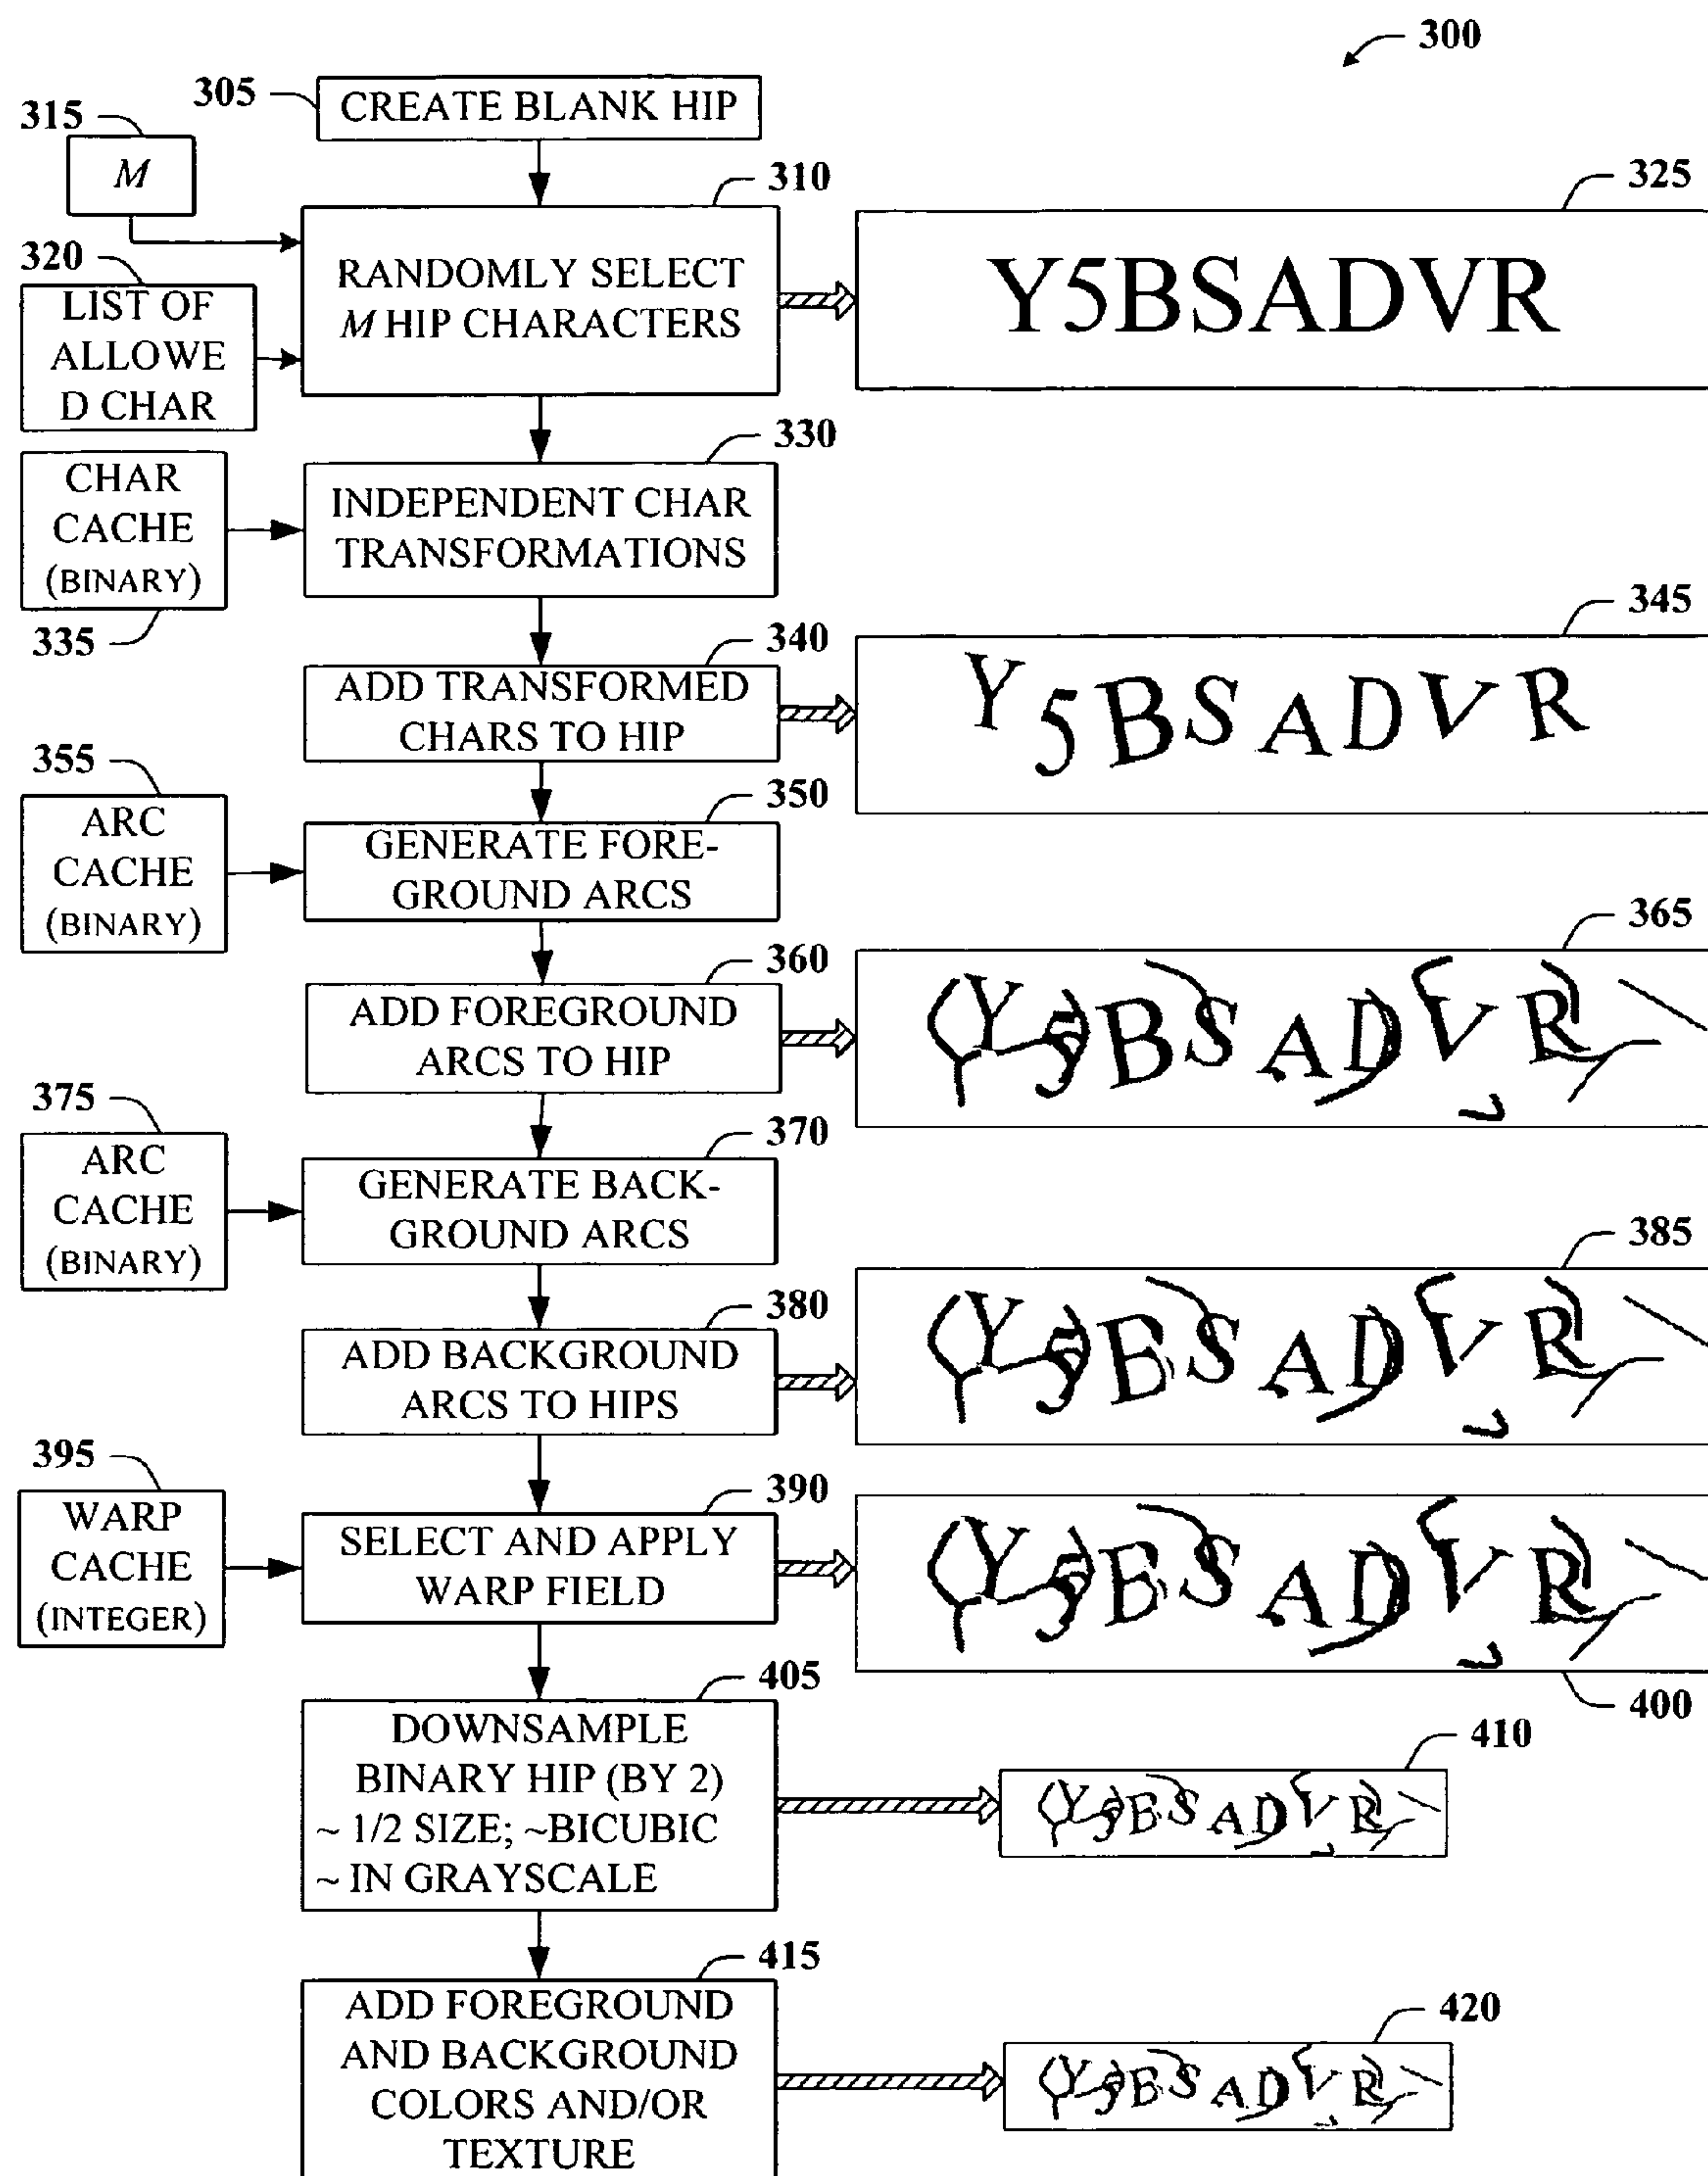 300
305
CREATE BLANK HIP
315
M
310
325
320
LIST OF
ALLOWE
D CHAR
RANDOMLY SELECT
M HIP CHARACTERS
Y5BSADVR
330
CHAR
CACHE
(BINARY)
335
INDEPENDENT CHAR
TRANSFORMATIONS
340
345
ADD TRANSFORMED
CHARS TO HIP
Y5BSADVR
355
350
ARC
CACHE
(BINARY)
GENERATE FORE-
GROUND ARCS
360
365
ADD FOREGROUND
ARCS TO HIP
Y5BSADVR
375
370
ARC
CACHE
(BINARY)
GENERATE BACK-
GROUND ARCS
380
385
ADD BACKGROUND
ARCS TO HIPS
Y5BSADVR
395
390
WARP
CACHE
(INTEGER)
SELECT AND APPLY
WARP FIELD
Y5BSADVR
400
405
410
DOWNSAMPLE
BINARY HIP (BY 2)
~ 1/2 SIZE; ~BICUBIC
~ IN GRAYSCALE
Y5BSADVR
415
420
ADD FOREGROUND
AND BACKGROUND
COLORS AND/OR
TEXTURE
Y5BSADVR